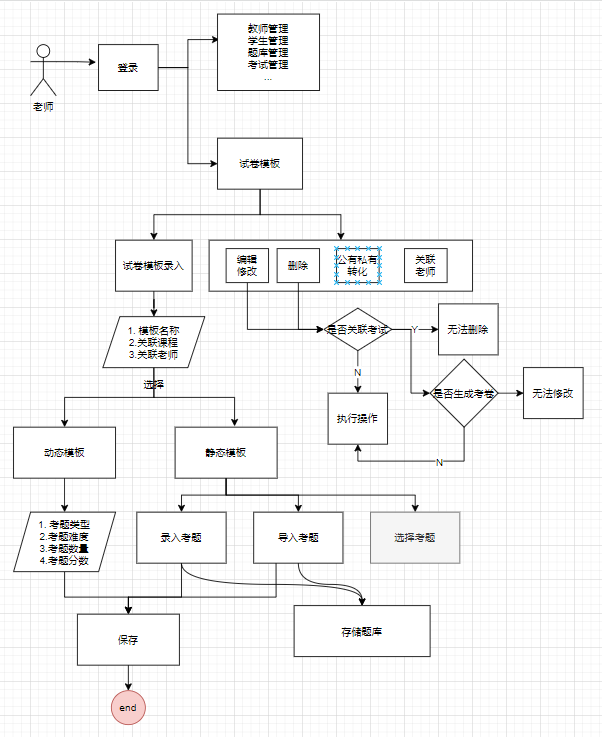 教师管理
学生管理
题库管理
考试管理
...
登录
老师
试卷模板
试卷模板录入
编辑
修改
删除
公有私有
转化
关联
老师
1. 模板名称
2.关联课程
3.关联老师
是否关联考试
Y
无法删除
N
选择
是否生成考卷
无法修改
执行操作
N
动态模板
静态模板
1. 考题类型
2.考题难度
3.考题数量
4.考题分数
录入考题
导入考题
选择考题
保存
存储题库
end